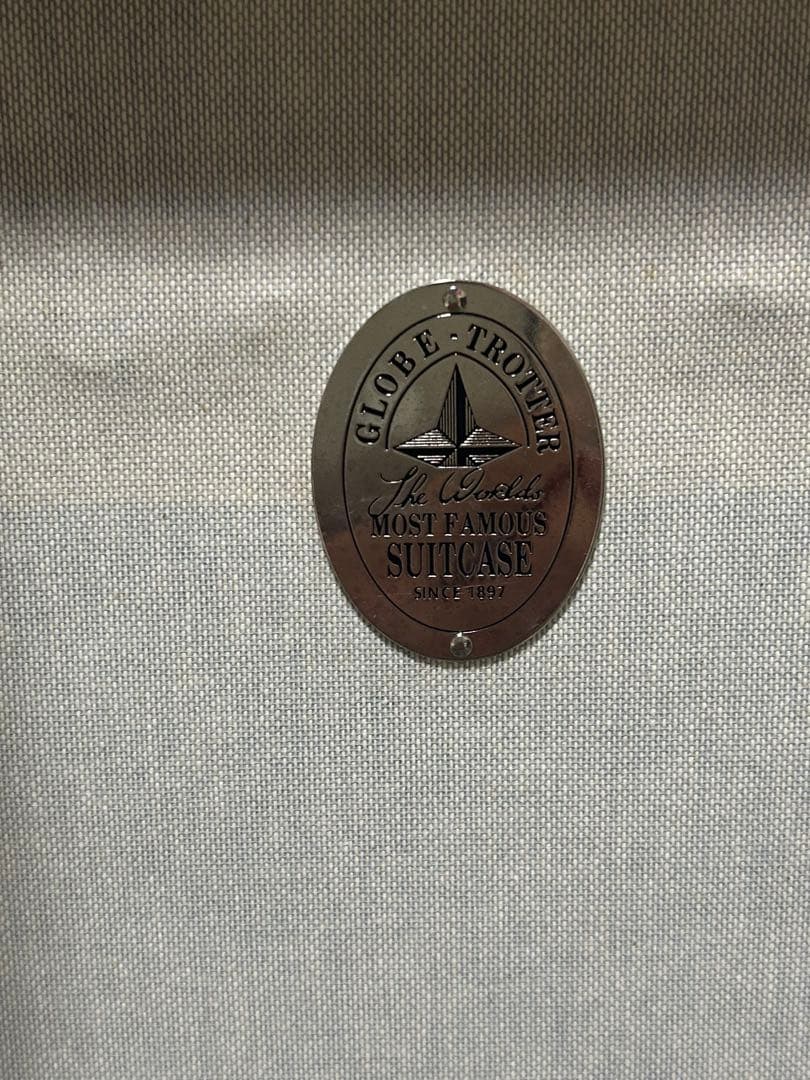 GLOBE-TROTTER
The Worlds
MOST FAMOUS
SUITCASE
SINCE 1897